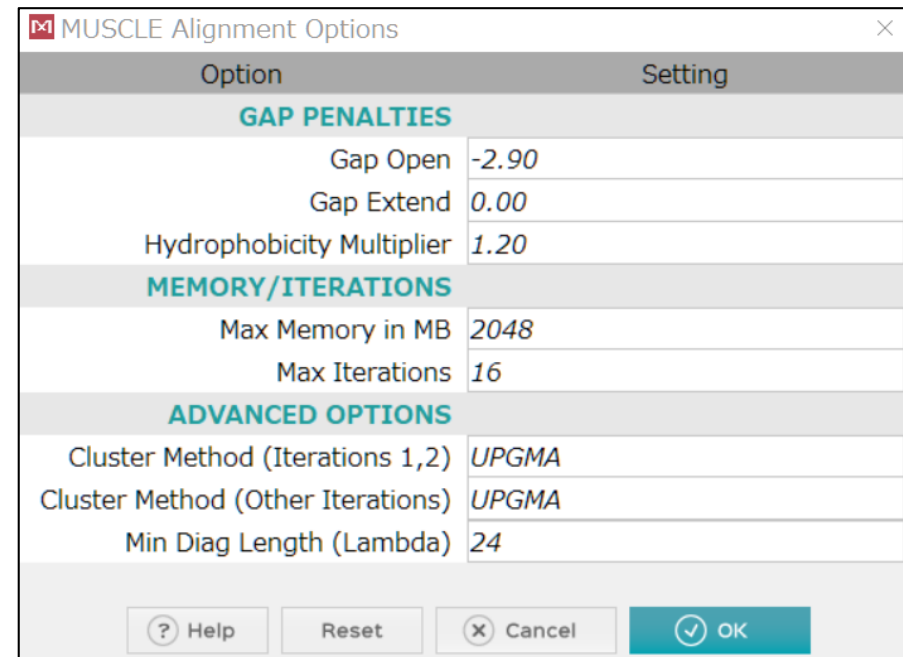 MUSCLE Alignment Options
Option Setting
GAP PENALTIES
Gap Open -2.90
Gap Extend 0.00
Hydrophobicity Multiplier 1.20
MEMORY/ITERATIONS
Max Memory in MB 2048
Max Iterations 16
ADVANCED OPTIONS
Cluster Method (Iterations 1,2) UPGMA
Cluster Method (Other Iterations) UPGMA
Min Diag Length (Lambda) 24
? Help Reset Cancel OK